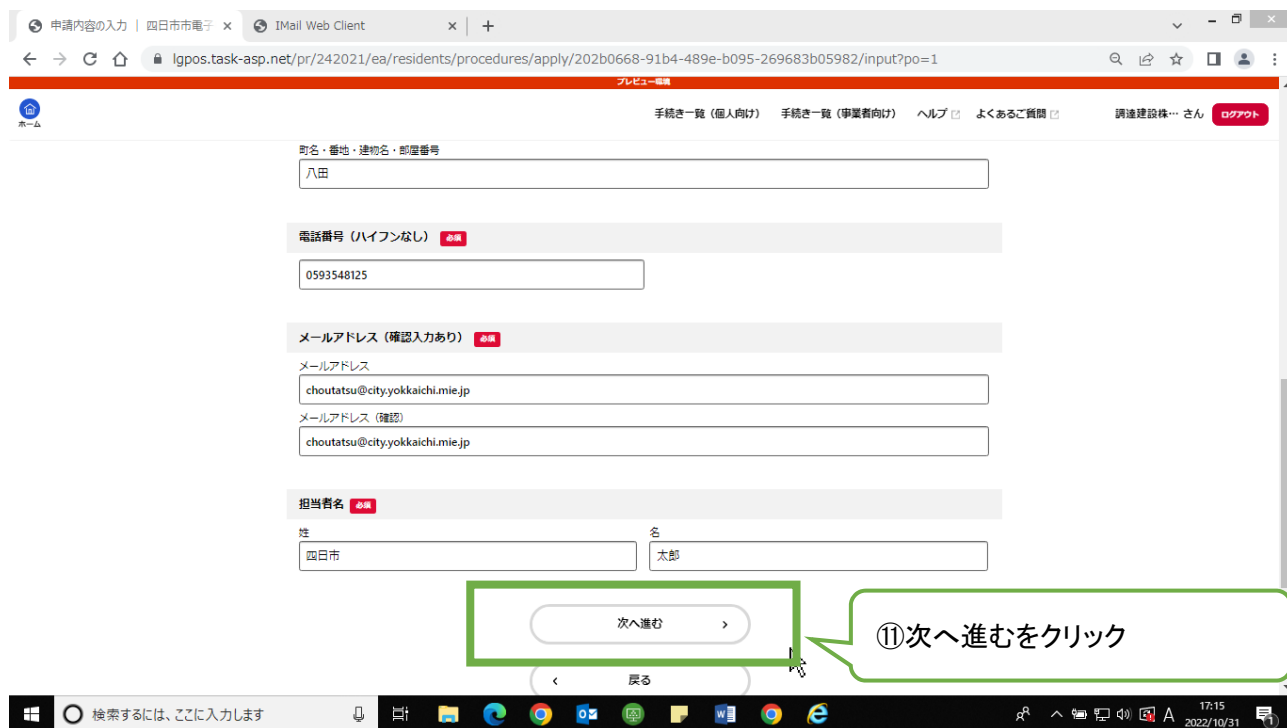 申請内容の入力 | 四日市市電子
IMail Web Client
lgpos.task-asp.net/pr/242021/ea/residents/procedures/apply/202b0668-91b4-489e-b095-269683b05982/input?po=1
プレビュー環境
ホーム
手続き一覧（個人向け） 手続き一覧（事業者向け） ヘルプ よくあるご質問 調達建設株… さん ログアウト
町名・番地・建物名・部屋番号
八田
電話番号（ハイフンなし） 必須
0593548125
メールアドレス（確認入力あり） 必須
メールアドレス
choutatsu@city.yokkaichi.mie.jp
メールアドレス（確認）
choutatsu@city.yokkaichi.mie.jp
担当者名 必須
姓 名
四日市 太郎
次へ進む
⑪次へ進むをクリック
戻る
検索するには、ここに入力します
A
17:15
2022/10/31